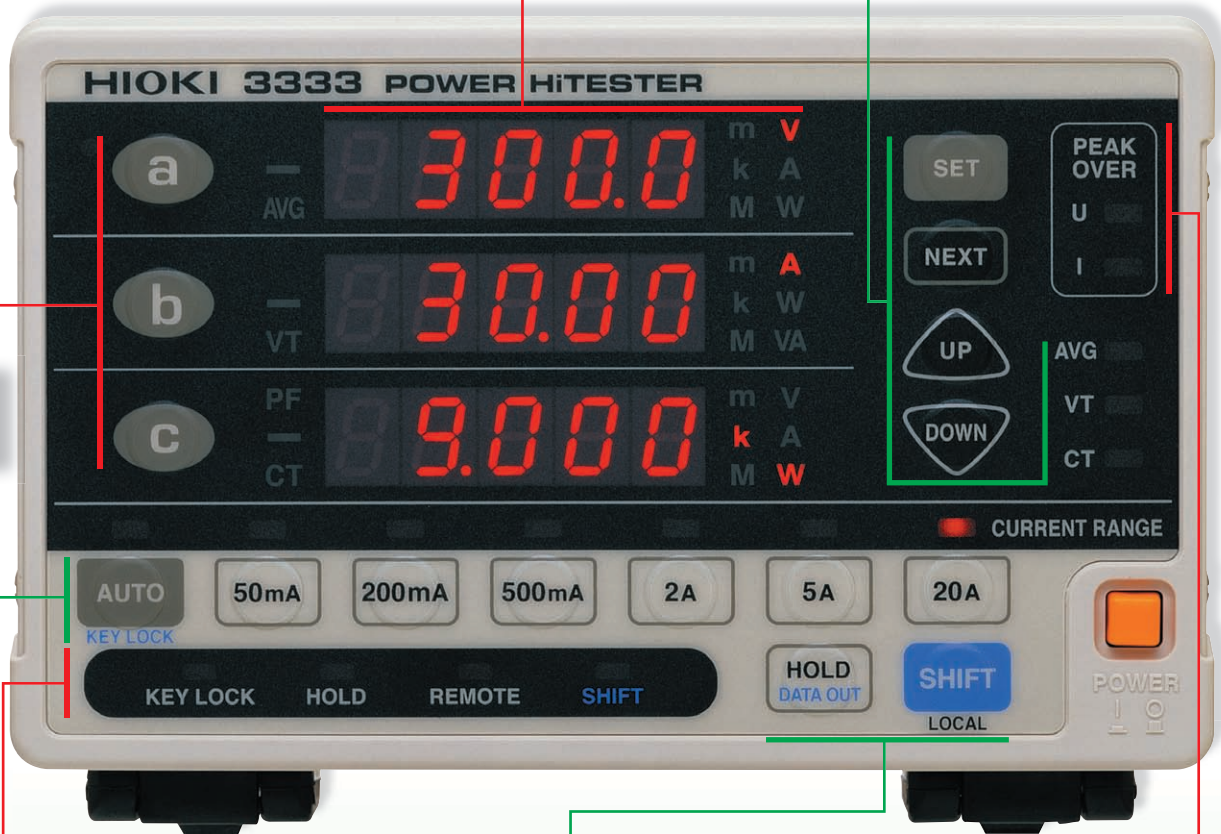 HIOKI 3333 POWER HiTESTER
a
300.0
m V
k A
M W
AVG
b
30.00
m A
k W
M VA
VT
c
PF
CT
9.000
m V
k A
M W
SET
NEXT
UP
DOWN
PEAK
OVER
U
I
AVG
VT
CT
CURRENT RANGE
AUTO 50mA 200mA 500mA 2A 5A 20A
KEY LOCK
KEY LOCK HOLD REMOTE SHIFT
HOLD
DATA OUT
SHIFT
LOCAL
POWER